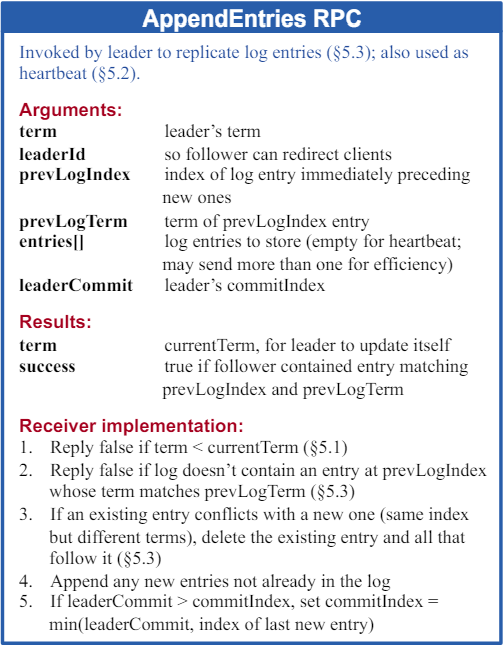 AppendEntries RPC
Invoked by leader to replicate log entries (§5.3); also used as
heartbeat (§5.2).
Arguments:
term leader's term
leaderId so follower can redirect clients
prevLogIndex index of log entry immediately preceding
new ones
prevLogTerm term of prevLogIndex entry
entries[] log entries to store (empty for heartbeat;
may send more than one for efficiency)
leaderCommit leader's commitIndex
Results:
term currentTerm, for leader to update itself
success true if follower contained entry matching
prevLogIndex and prevLogTerm
Receiver implementation:
1. Reply false if term < currentTerm (§5.1)
2. Reply false if log doesn't contain an entry at prevLogIndex
whose term matches prevLogTerm (§5.3)
3. If an existing entry conflicts with a new one (same index
but different terms), delete the existing entry and all that
follow it (§5.3)
4. Append any new entries not already in the log
5. If leaderCommit > commitIndex, set commitIndex =
min(leaderCommit, index of last new entry)